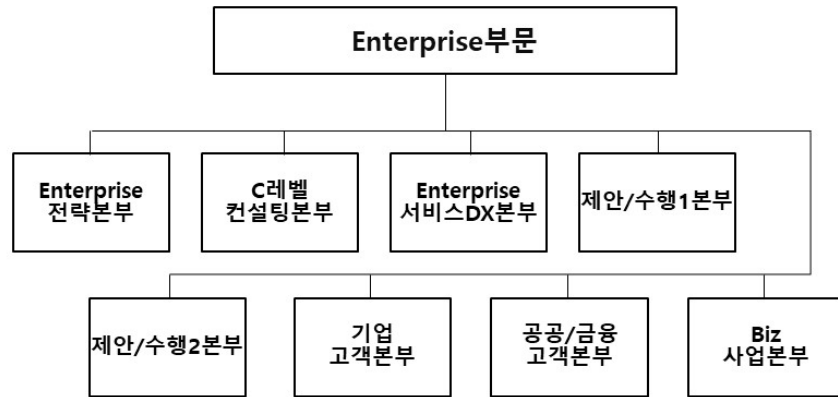 Enterprise부문
Enterprise
전략본부
C레벨
컨설팅본부
Enterprise
서비스DX본부
제안/수행1본부
제안/수행2본부
기업
고객본부
공공/금융
고객본부
Biz
사업본부